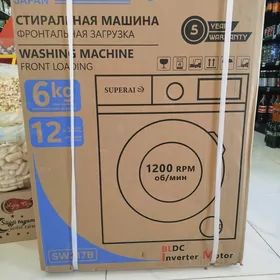 JAPAN
СТИРАЛЬНАЯ МАШИНА
ФРОНТАЛЬНАЯ ЗАГРУЗКА
WASHING MACHINE
FRONT LOADING
5 YEARS
WARRANTY
6 kg
12
SUPERAI
1200 RPM
об/мин
BLDC
Inverter Motor